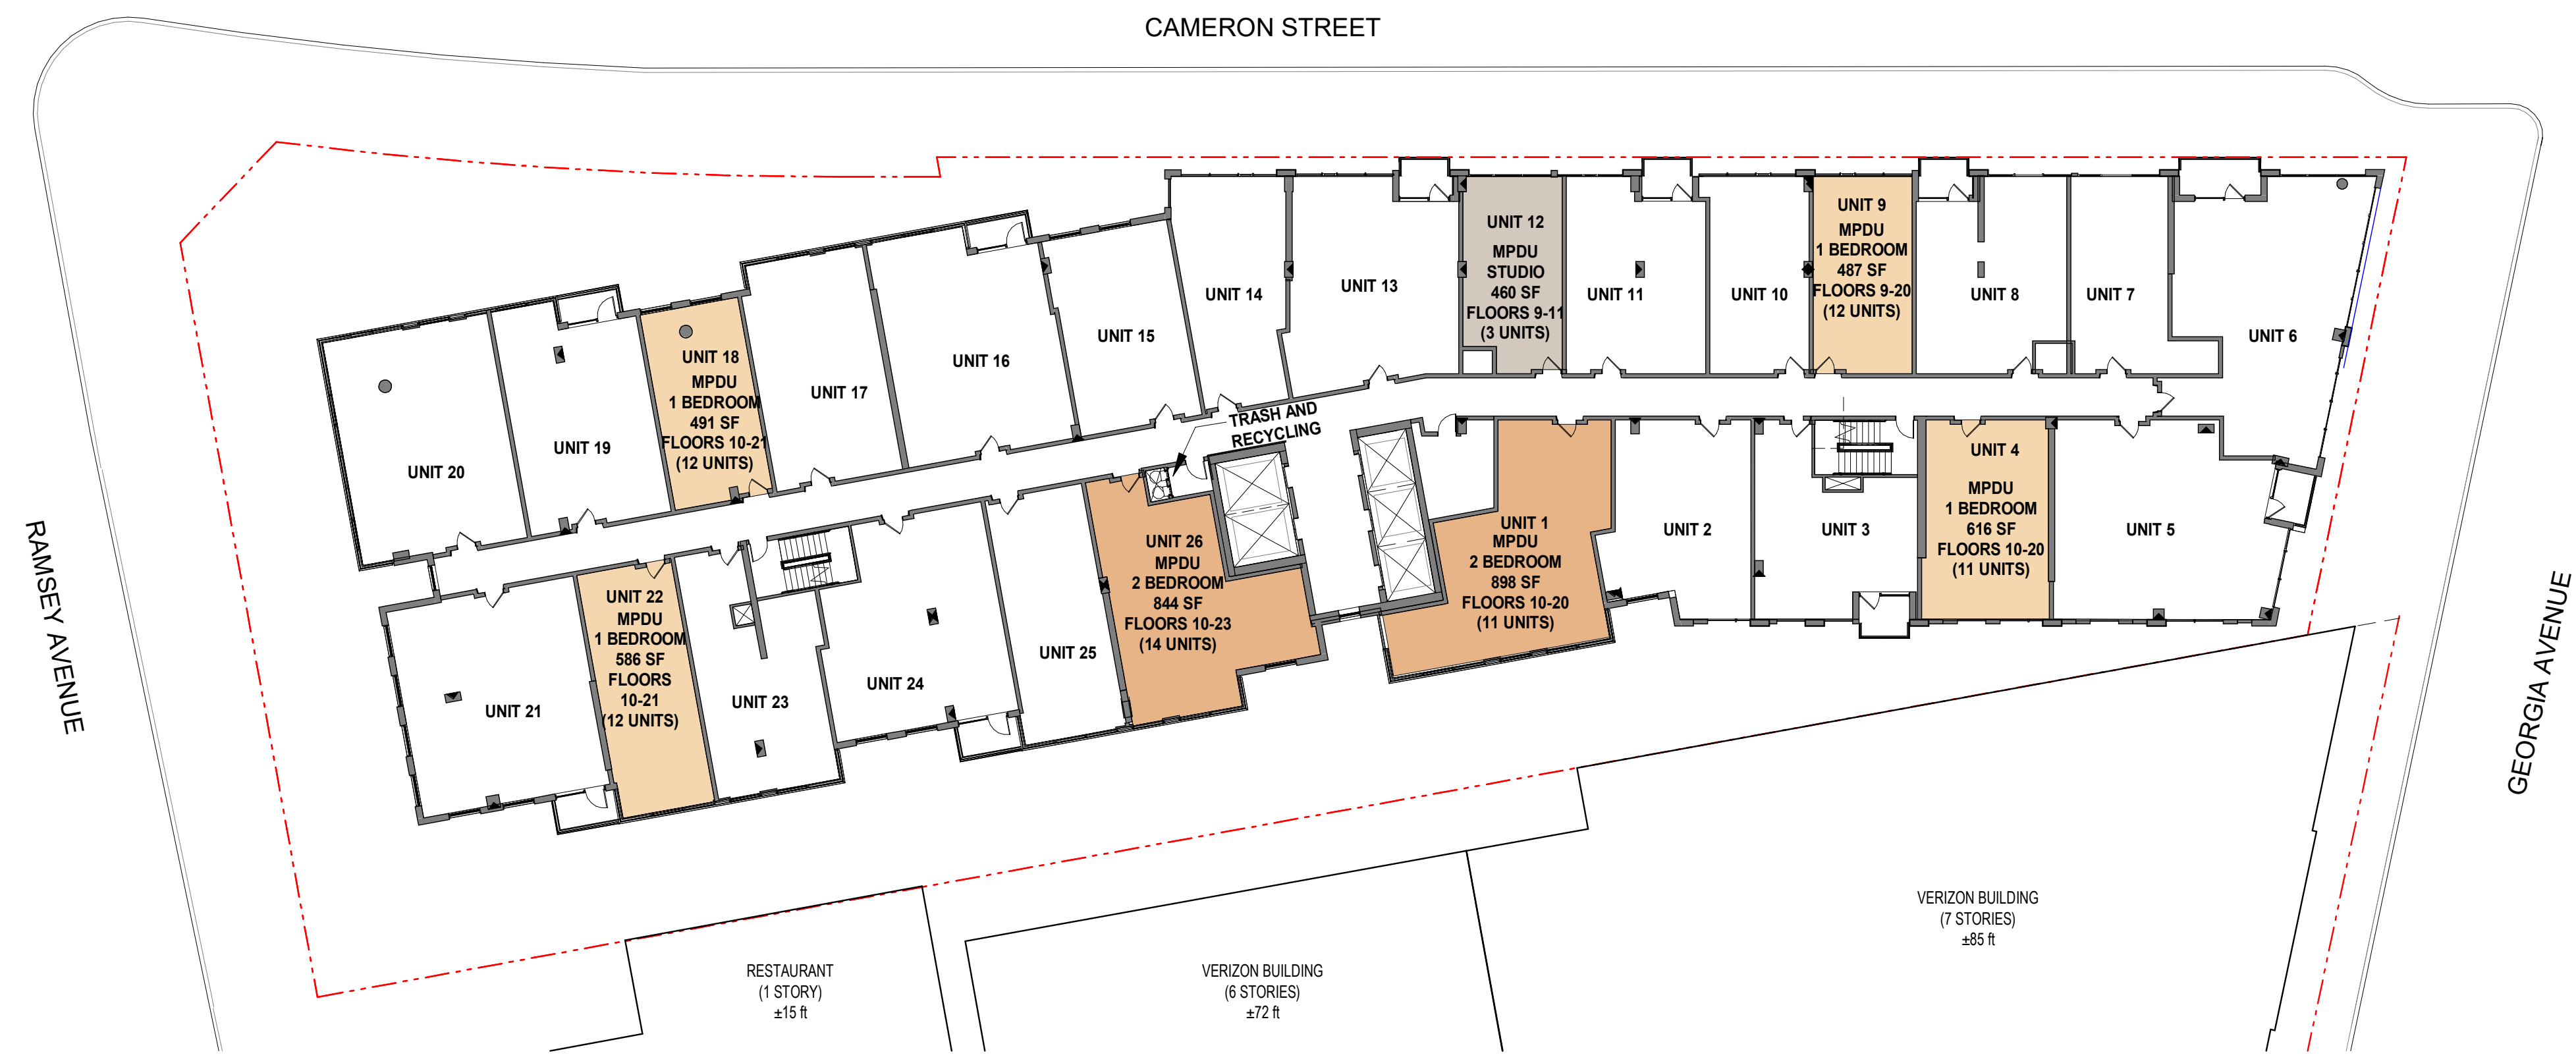 CAMERON STREET
RAMSEY AVENUE
GEORGIA AVENUE
UNIT 20
UNIT 19
UNIT 18
MPDU
1 BEDROOM
491 SF
FLOORS 10-21
(12 UNITS)
UNIT 17
UNIT 16
UNIT 15
UNIT 14
UNIT 13
UNIT 12
MPDU
STUDIO
460 SF
FLOORS 9-11
(3 UNITS)
UNIT 11
UNIT 10
UNIT 9
MPDU
1 BEDROOM
487 SF
FLOORS 9-20
(12 UNITS)
UNIT 8
UNIT 7
UNIT 6
TRASH AND
RECYCLING
UNIT 21
UNIT 22
MPDU
1 BEDROOM
586 SF
FLOORS
10-21
(12 UNITS)
UNIT 23
UNIT 24
UNIT 25
UNIT 26
MPDU
2 BEDROOM
844 SF
FLOORS 10-23
(14 UNITS)
UNIT 1
MPDU
2 BEDROOM
898 SF
FLOORS 10-20
(11 UNITS)
UNIT 2
UNIT 3
UNIT 4
MPDU
1 BEDROOM
616 SF
FLOORS 10-20
(11 UNITS)
UNIT 5
RESTAURANT
(1 STORY)
±15 ft
VERIZON BUILDING
(6 STORIES)
±72 ft
VERIZON BUILDING
(7 STORIES)
±85 ft